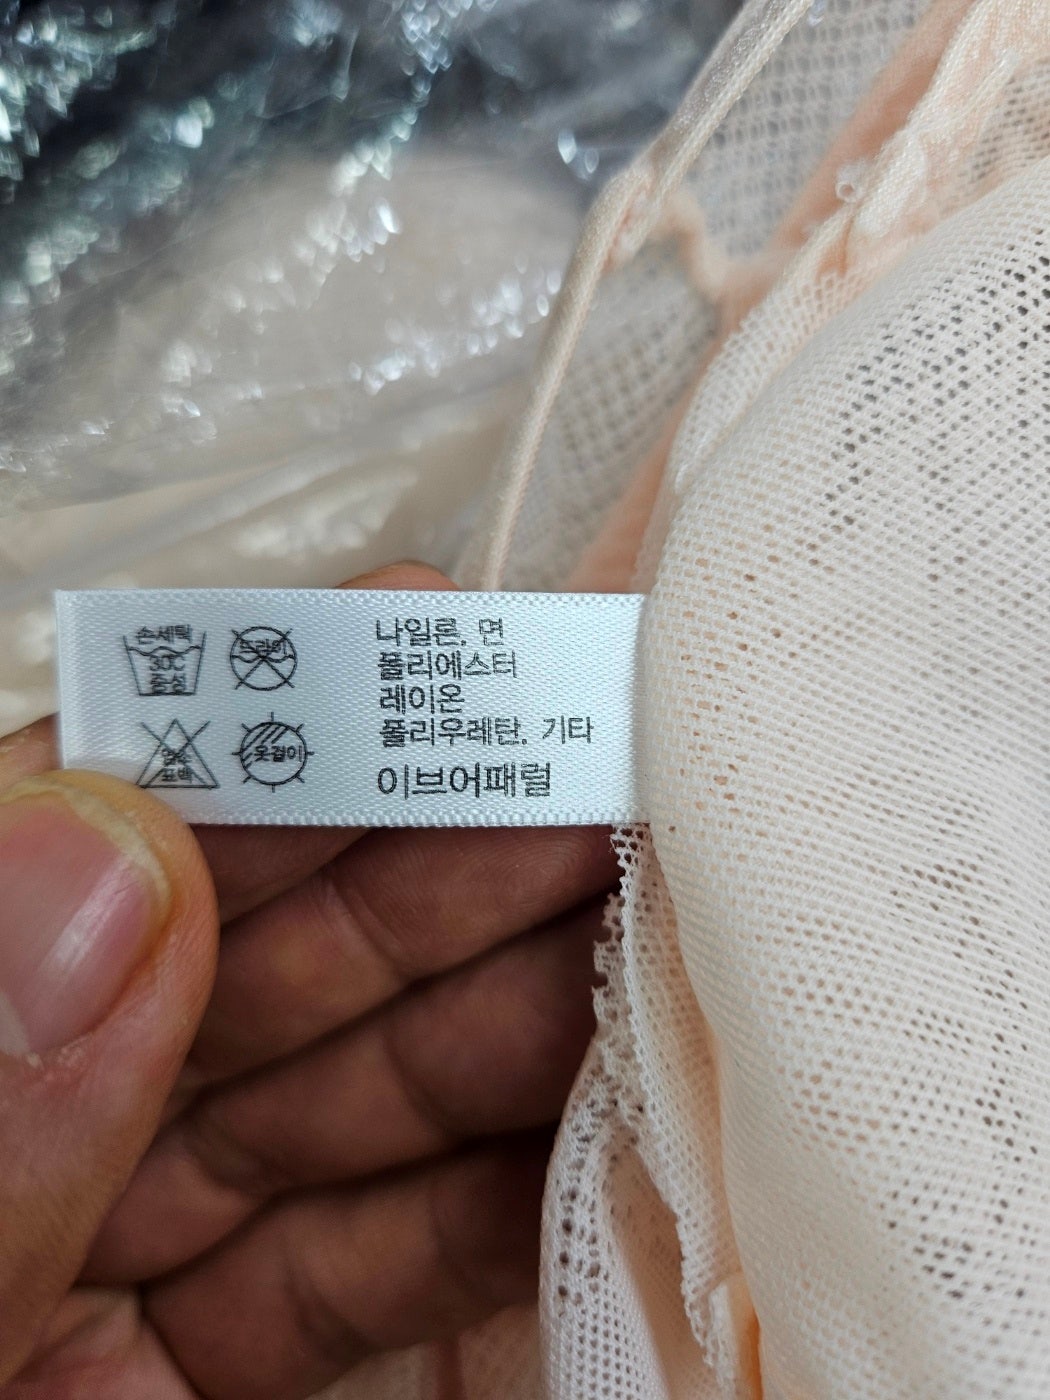 손세탁
30C
중성
드라이
염소
표백
옷걸이
나일론, 면
폴리에스터
레이온
폴리우레탄, 기타
이브어패럴